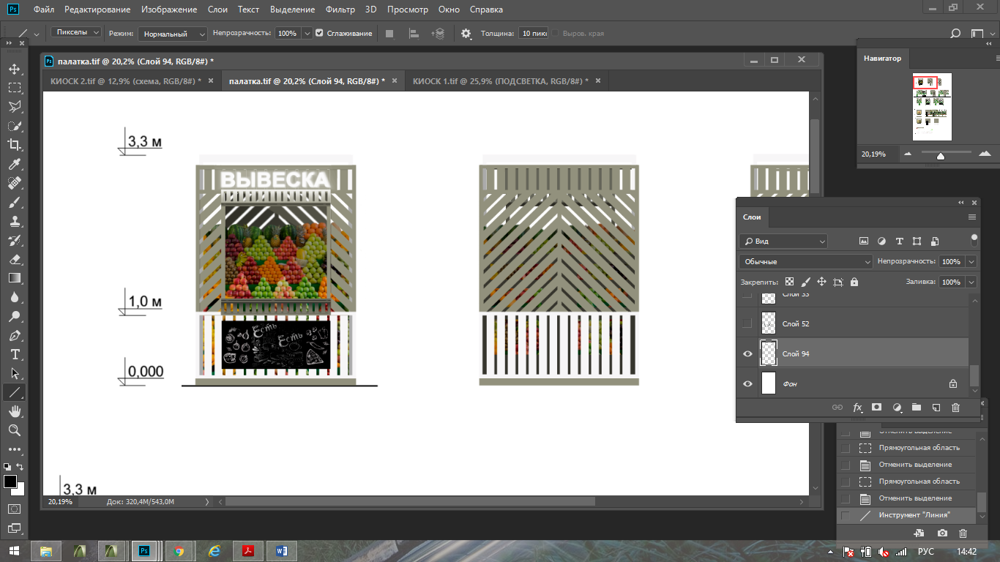 Ps Файл Редактирование Изображение Слои Текст Выделение Фильтр 3D Просмотр Окно Справка
Пикселы Режим: Нормальный Непрозрачность: 100% Сглаживание Толщина: 10 пикс Выров. края
Ps палатка.tif @ 20,2% (Слой 94, RGB/8#) *
КИОСК 2.tif @ 12,9% (схема, RGB/8#) *
палатка.tif @ 20,2% (Слой 94, RGB/8#) *
КИОСК 1.tif @ 25,9% (ПОДСВЕТКА, RGB/8#) *
Навигатор
20,19%
3,3 м
ВЫВЕСКА
1,0 м
Есть
Есть
0,000
3,3 м
Слои
Вид
Обычные Непрозрачность: 100%
Закрепить: Заливка: 100%
Слой 33
Слой 52
Слой 94
Фон
fx
Отменить выделение
Прямоугольная область
Отменить выделение
Прямоугольная область
Отменить выделение
Инструмент "Линия"
20,19% Док: 320,4M/543,0M
Ps РУС 14:42